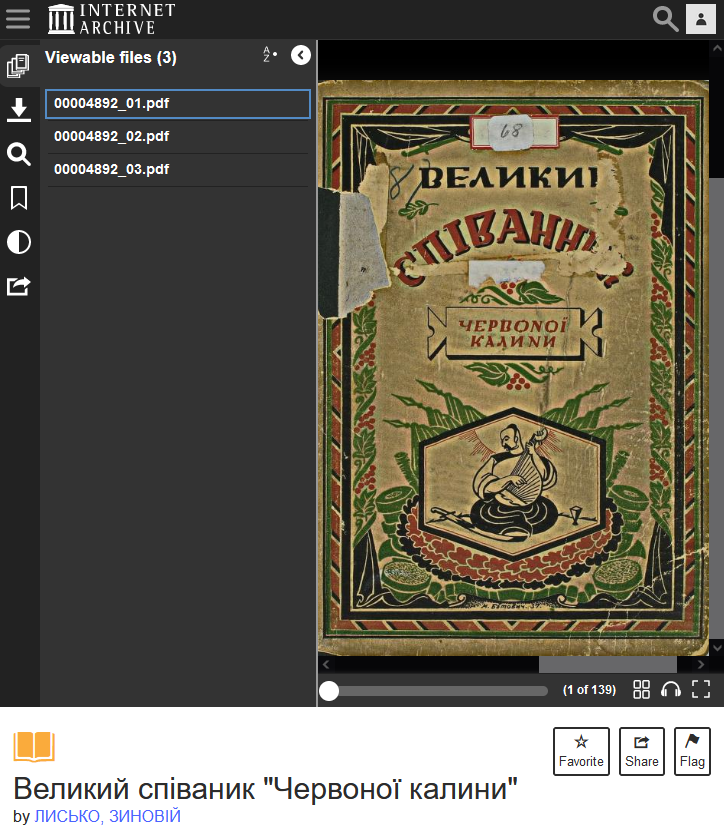 INTERNET
ARCHIVE
Viewable files (3)
A
Z
00004892_01.pdf
00004892_02.pdf
00004892_03.pdf
68
ВЕЛИКИЙ
СПІВАННИК
ЧЕРВОНОЇ
КАЛИНИ
(1 of 139)
Favorite
Share
Flag
Великий співаник "Червоної калини"
by ЛИСЬКО, ЗИНОВІЙ